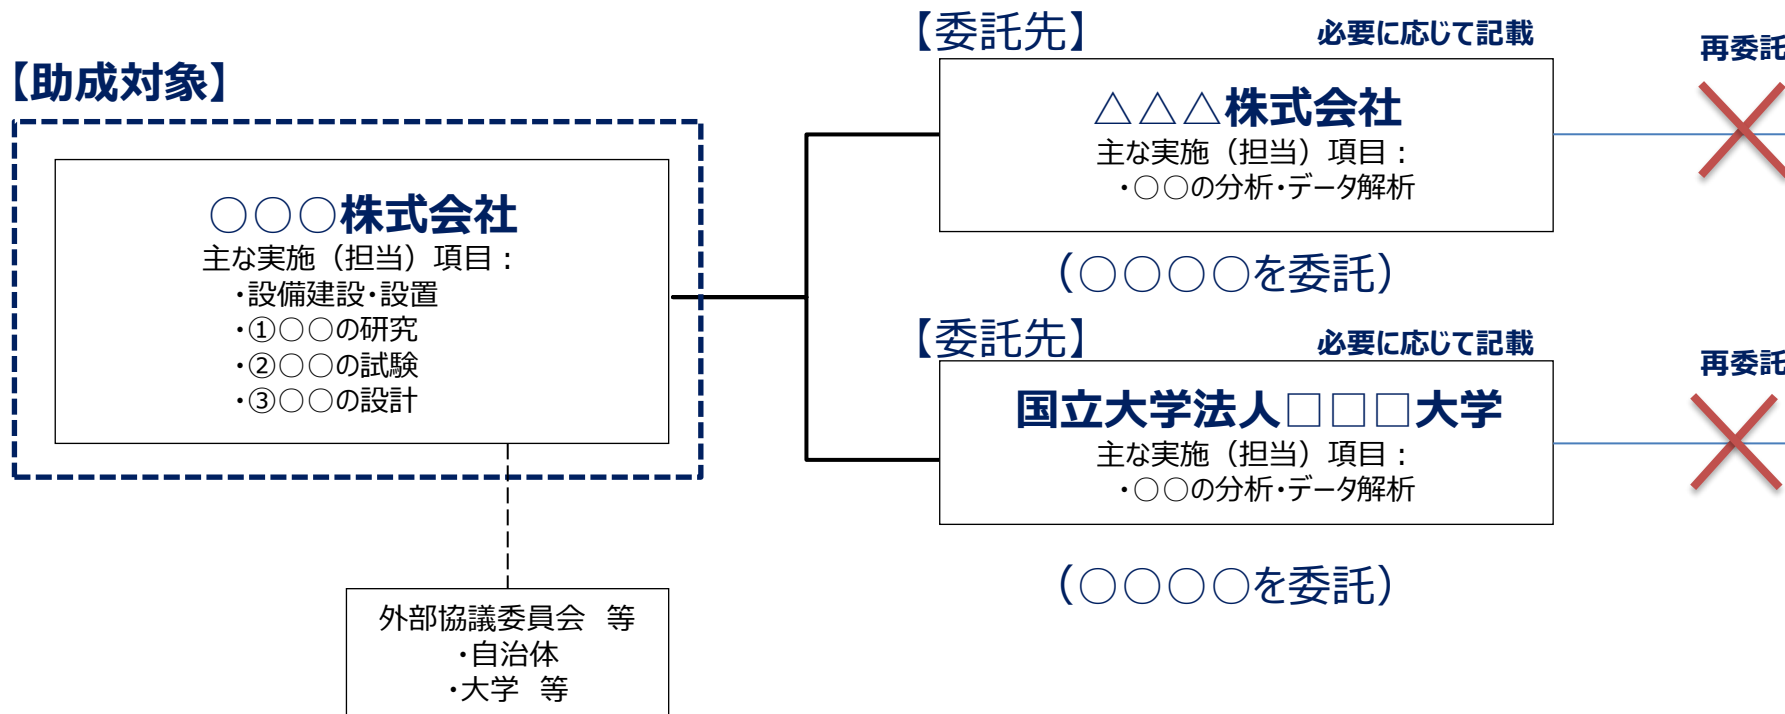 【助成対象】
○○○株式会社
主な実施（担当）項目：
・設備建設・設置
・①○○の研究
・②○○の試験
・③○○の設計
外部協議委員会　等
・自治体
・大学　等
【委託先】
必要に応じて記載
△△△株式会社
主な実施（担当）項目：
・○○の分析・データ解析
（○○○○を委託）
再委託
【委託先】
必要に応じて記載
国立大学法人□□□大学
主な実施（担当）項目：
・○○の分析・データ解析
（○○○○を委託）
再委託